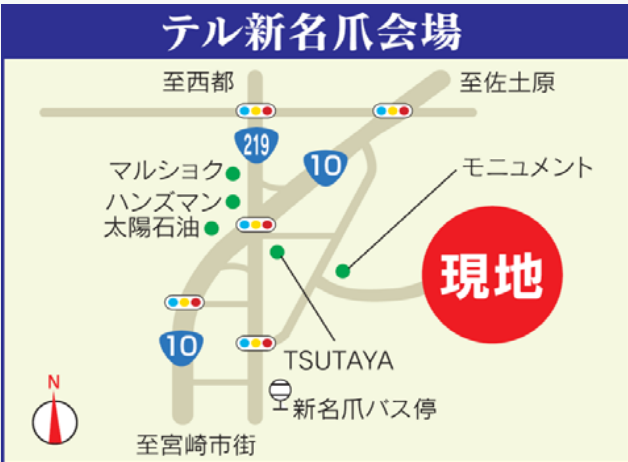 テル新名爪会場
至西都
至佐土原
219
10
マルショク
モニュメント
ハンズマン
太陽石油
現地
10
TSUTAYA
N
新名爪バス停
至宮崎市街